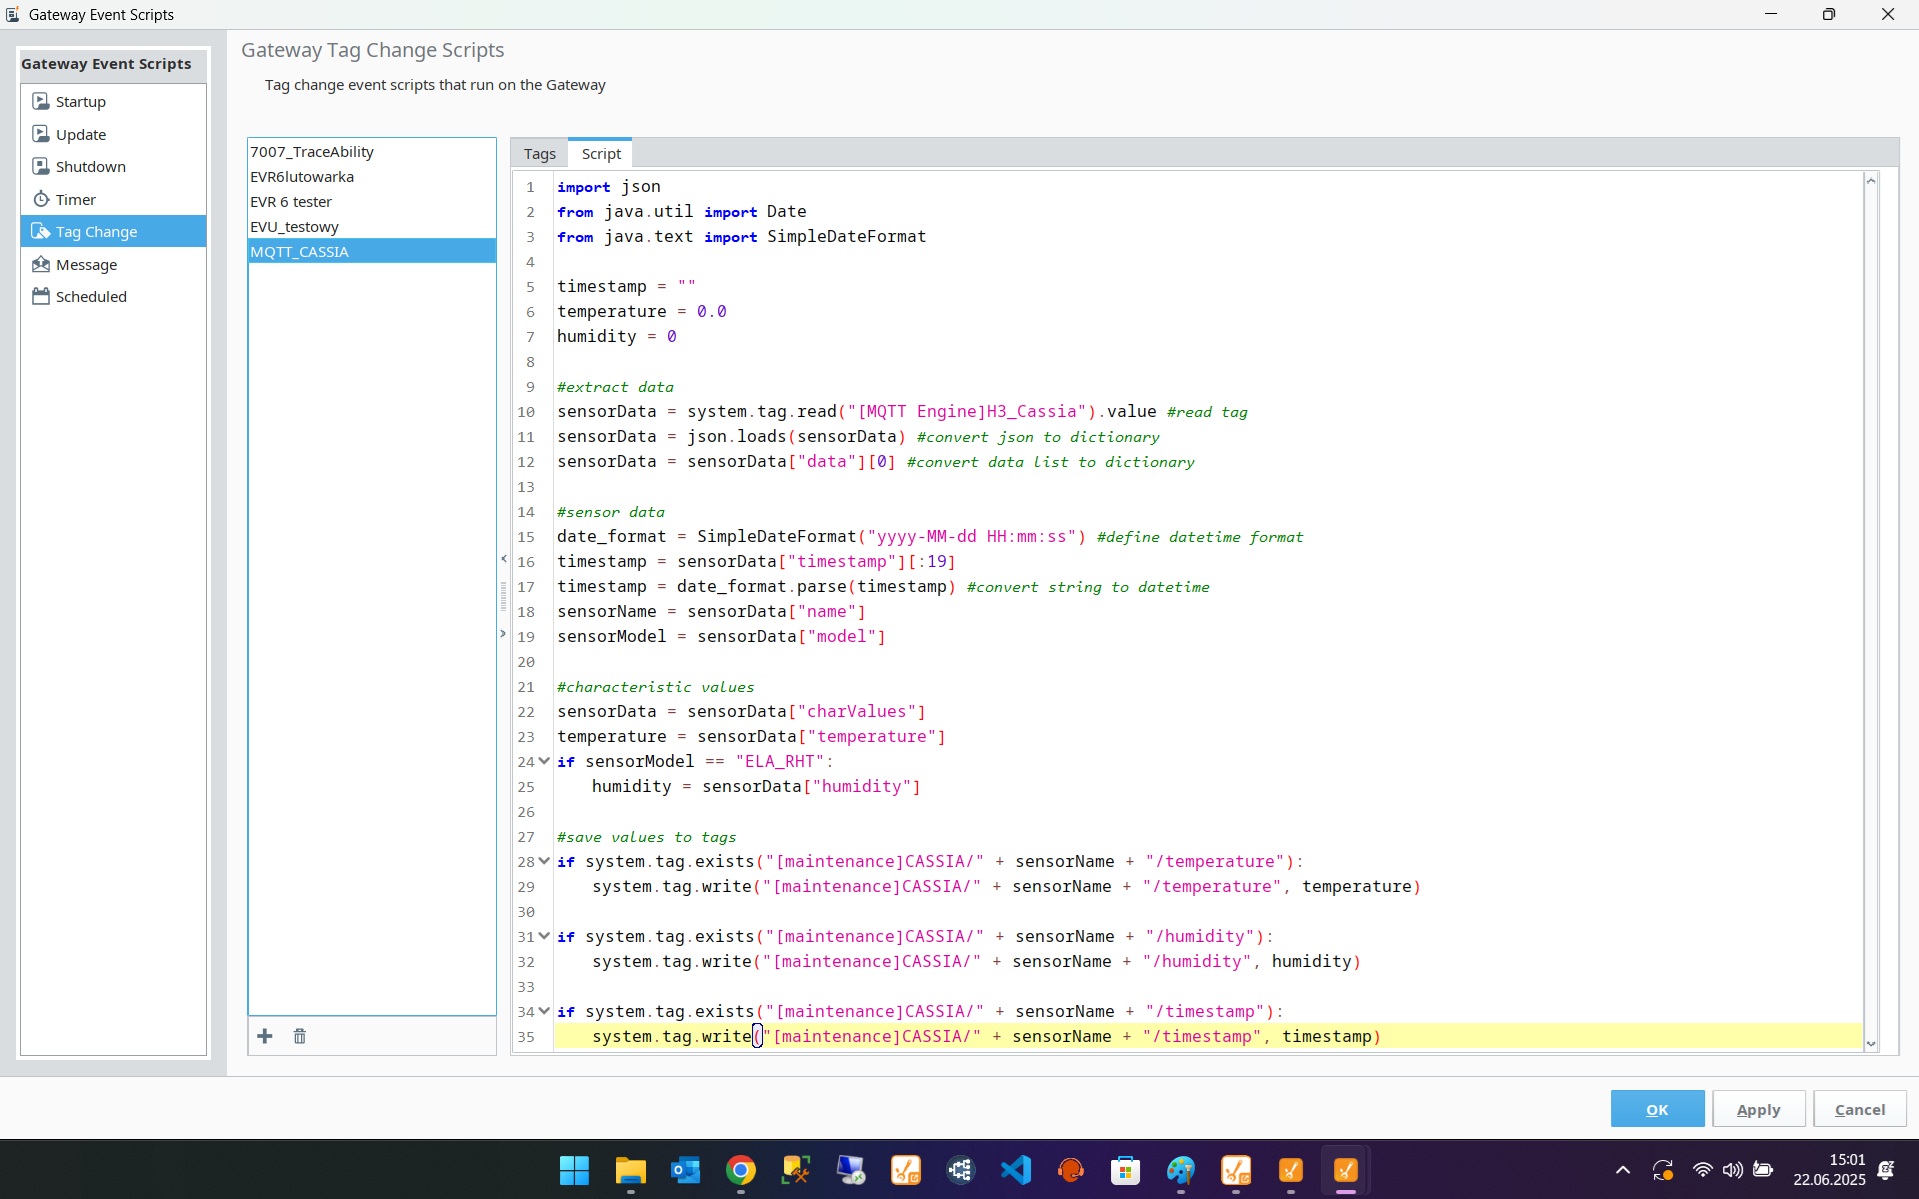 Gateway Event Scripts
Gateway Event Scripts
Startup
Update
Shutdown
Timer
Tag Change
Message
Scheduled
Gateway Tag Change Scripts
Tag change event scripts that run on the Gateway
7007_TraceAbility
EVR6lutowarka
EVR 6 tester
EVU_testowy
MQTT_CASSIA
Tags Script
1 import json
2 from java.util import Date
3 from java.text import SimpleDateFormat
4
5 timestamp = ""
6 temperature = 0.0
7 humidity = 0
8
9 #extract data
10 sensorData = system.tag.read("[MQTT Engine]H3_Cassia").value #read tag
11 sensorData = json.loads(sensorData) #convert json to dictionary
12 sensorData = sensorData["data"][0] #convert data list to dictionary
13
14 #sensor data
15 date_format = SimpleDateFormat("yyyy-MM-dd HH:mm:ss") #define datetime format
16 timestamp = sensorData["timestamp"][:19]
17 timestamp = date_format.parse(timestamp) #convert string to datetime
18 sensorName = sensorData["name"]
19 sensorModel = sensorData["model"]
20
21 #characteristic values
22 sensorData = sensorData["charValues"]
23 temperature = sensorData["temperature"]
24 if sensorModel == "ELA_RHT":
25 humidity = sensorData["humidity"]
26
27 #save values to tags
28 if system.tag.exists("[maintenance]CASSIA/" + sensorName + "/temperature"):
29 system.tag.write("[maintenance]CASSIA/" + sensorName + "/temperature", temperature)
30
31 if system.tag.exists("[maintenance]CASSIA/" + sensorName + "/humidity"):
32 system.tag.write("[maintenance]CASSIA/" + sensorName + "/humidity", humidity)
33
34 if system.tag.exists("[maintenance]CASSIA/" + sensorName + "/timestamp"):
35 system.tag.write("[maintenance]CASSIA/" + sensorName + "/timestamp", timestamp)
OK Apply Cancel
15:01
22.06.2025